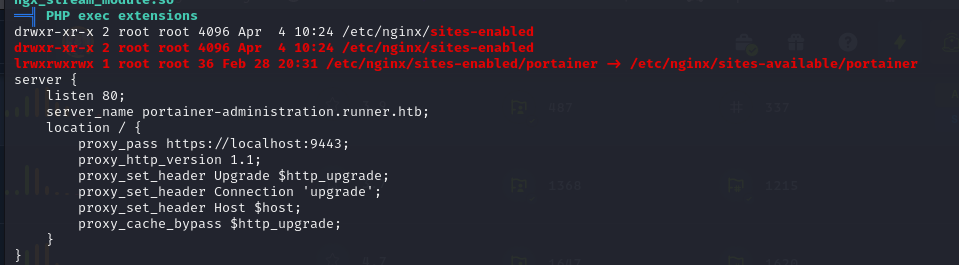 ngx_stream_module.so
PHP exec extensions
drwxr-xr-x 2 root root 4096 Apr  4 10:24 /etc/nginx/sites-enabled
drwxr-xr-x 2 root root 4096 Apr  4 10:24 /etc/nginx/sites-enabled
lrwxrwxrwx 1 root root 36 Feb 28 20:31 /etc/nginx/sites-enabled/portainer → /etc/nginx/sites-available/portainer
server {
    listen 80;
    server_name portainer-administration.runner.htb;
    location / {
        proxy_pass https://localhost:9443;
        proxy_http_version 1.1;
        proxy_set_header Upgrade $http_upgrade;
        proxy_set_header Connection 'upgrade';
        proxy_set_header Host $host;
        proxy_cache_bypass $http_upgrade;
    }
}